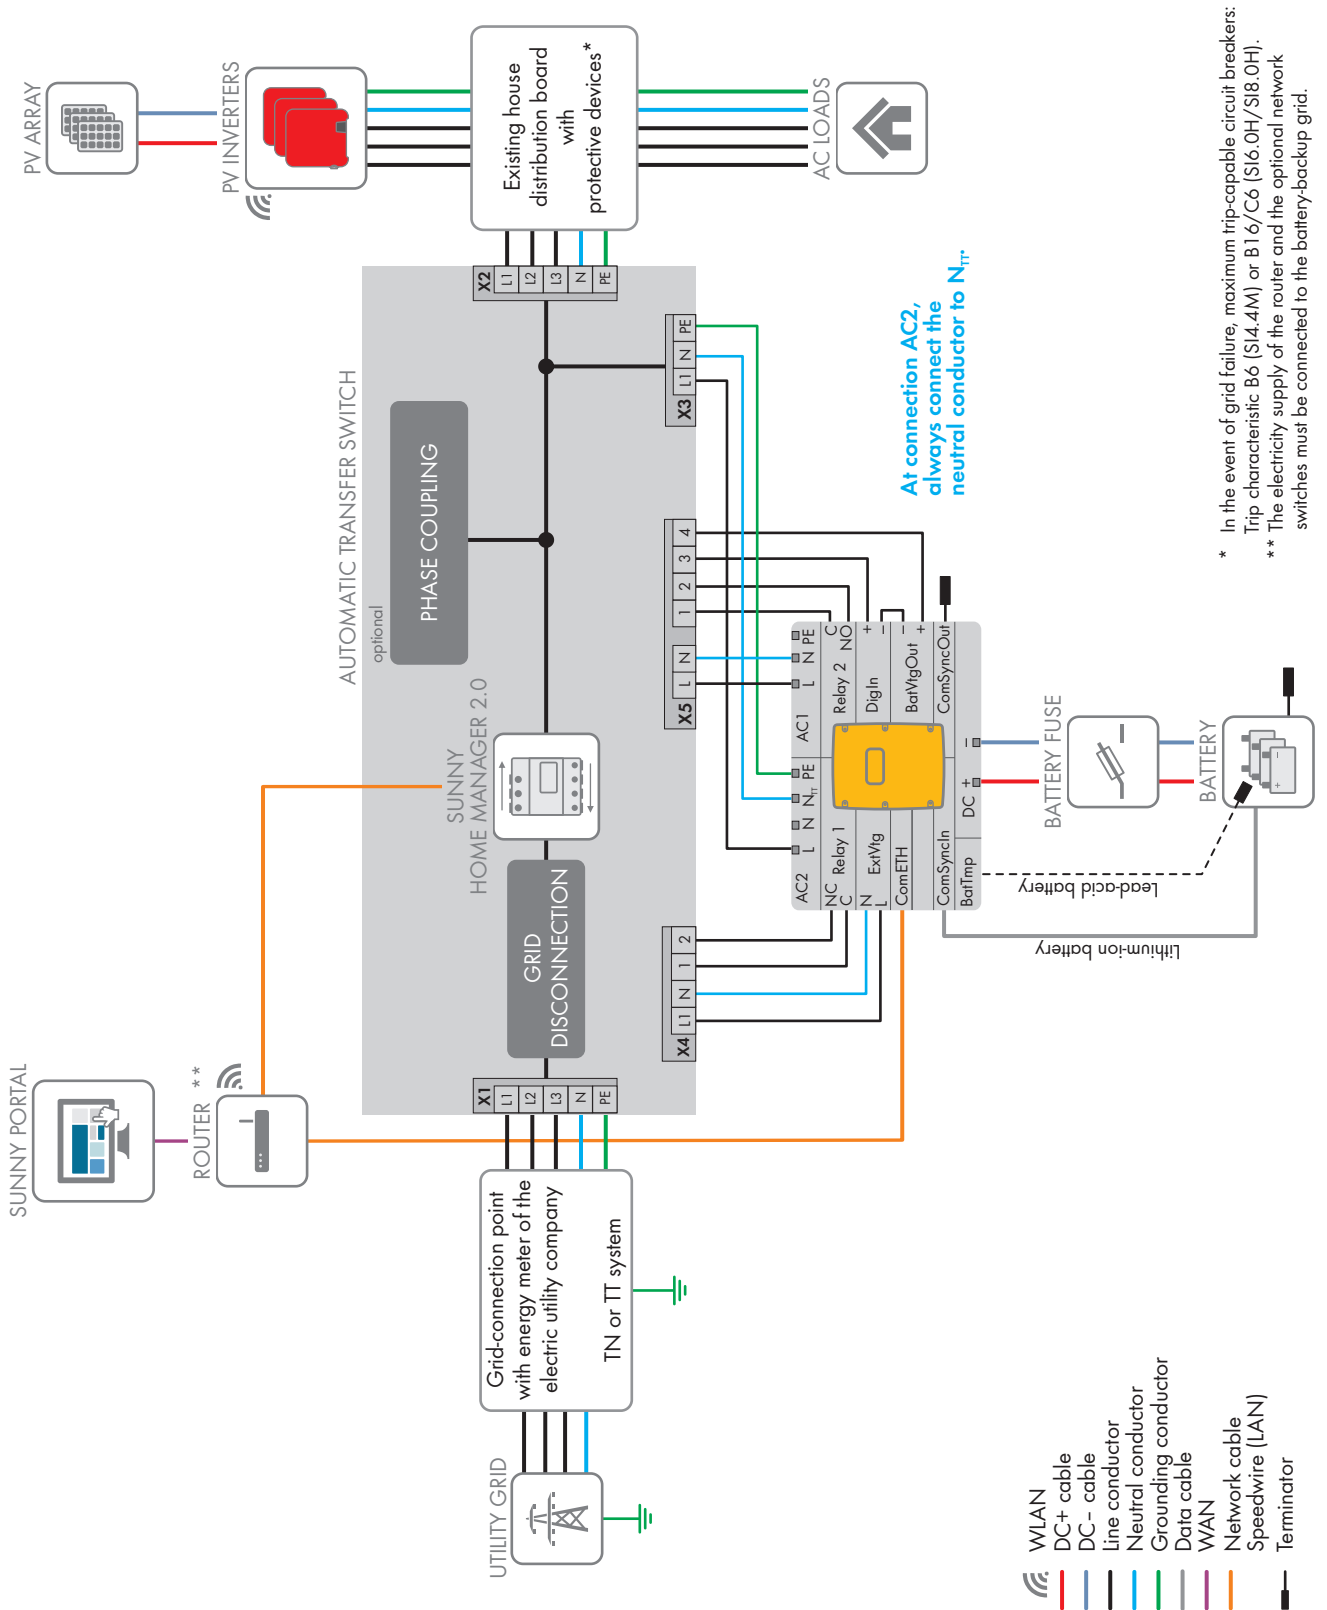 SUNNY PORTAL
ROUTER **
UTILITY GRID
Grid-connection point
with energy meter of the
electric utility company
TN or TT system
X1
L1
L2
L3
N
PE
GRID
DISCONNECTION
SUNNY
HOME MANAGER 2.0
AUTOMATIC TRANSFER SWITCH
optional
PHASE COUPLING
X2
L1
L2
L3
N
PE
PV ARRAY
PV INVERTERS
Existing house
distribution board
with
protective devices*
AC LOADS
X4
L1
N
1
2
X5
L
N
1
2
3
4
X3
L1
N
PE
At connection AC2,
always connect the
neutral conductor to NTT.
AC2
L
N
NTT
PE
AC1
L
N
PE
NC
C
Relay 1
Relay 2
C
NO
N
L
ExtVtg
DigIn
+
−
ComETH
BatVtgOut
−
+
ComSyncIn
ComSyncOut
BatTmp
DC
+
−
BATTERY FUSE
BATTERY
+
−
Lead-acid battery
Lithium-ion battery
WLAN
DC+ cable
DC− cable
Line conductor
Neutral conductor
Grounding conductor
Data cable
WAN
Network cable
Speedwire (LAN)
Terminator
* In the event of grid failure, maximum trip-capable circuit breakers:
Trip characteristic B6 (SI4.4M) or B16/C6 (SI6.0H/SI8.0H).
** The electricity supply of the router and the optional network
switches must be connected to the battery-backup grid.